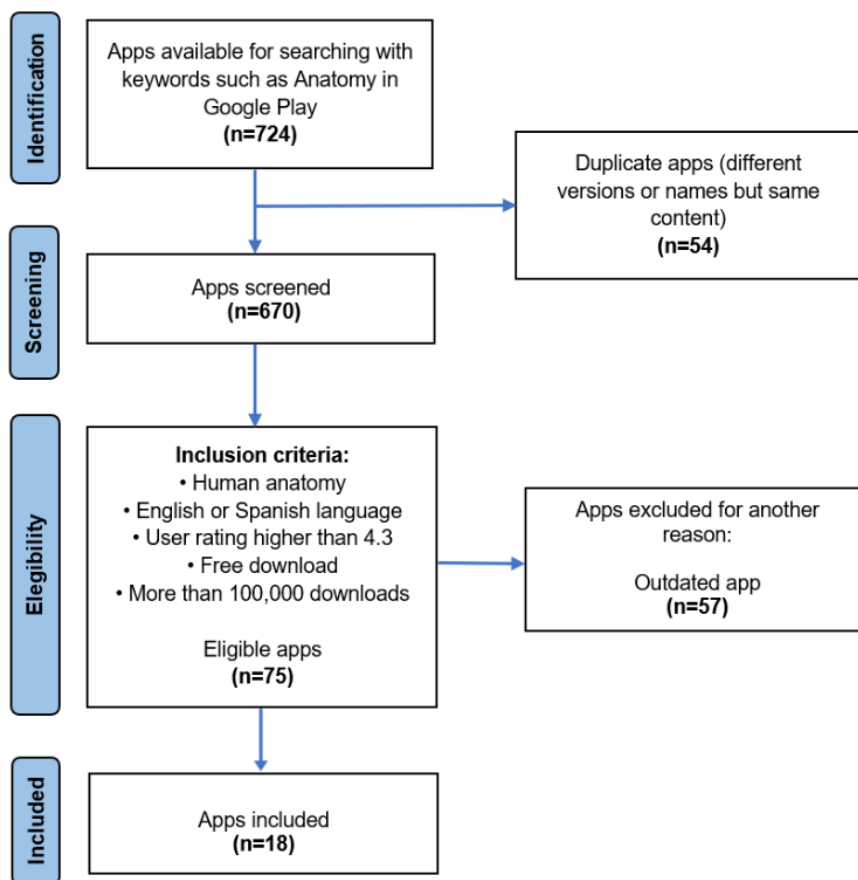 Identification
Apps available for searching with
keywords such as Anatomy in
Google Play
(n=724)
Duplicate apps (different
versions or names but same
content)
(n=54)
Screening
Apps screened
(n=670)
Elegibility
Inclusion criteria:
• Human anatomy
• English or Spanish language
• User rating higher than 4.3
• Free download
• More than 100,000 downloads
Eligible apps
(n=75)
Apps excluded for another
reason:
Outdated app
(n=57)
Included
Apps included
(n=18)